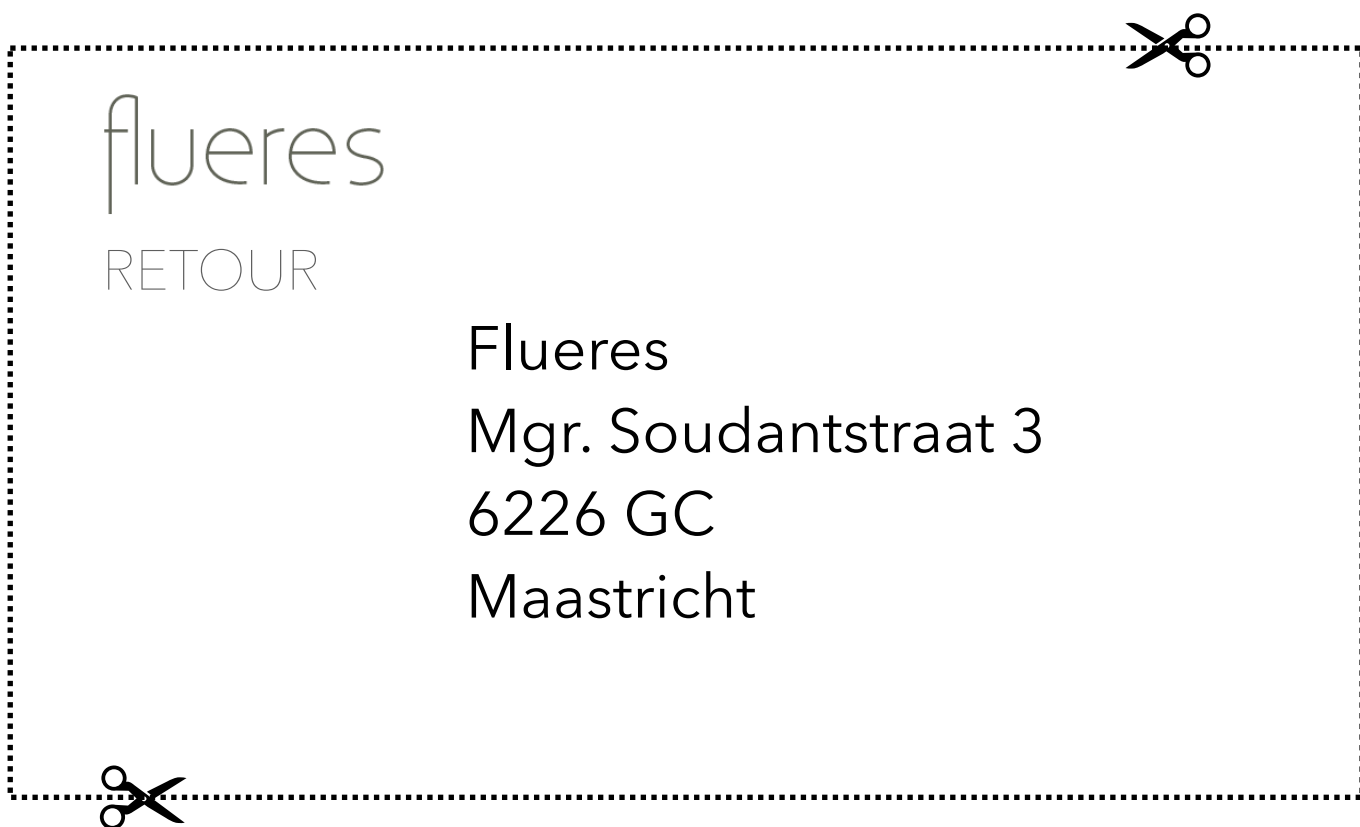 flueres
RETOUR
Flueres
Mgr. Soudantstraat 3
6226 GC
Maastricht